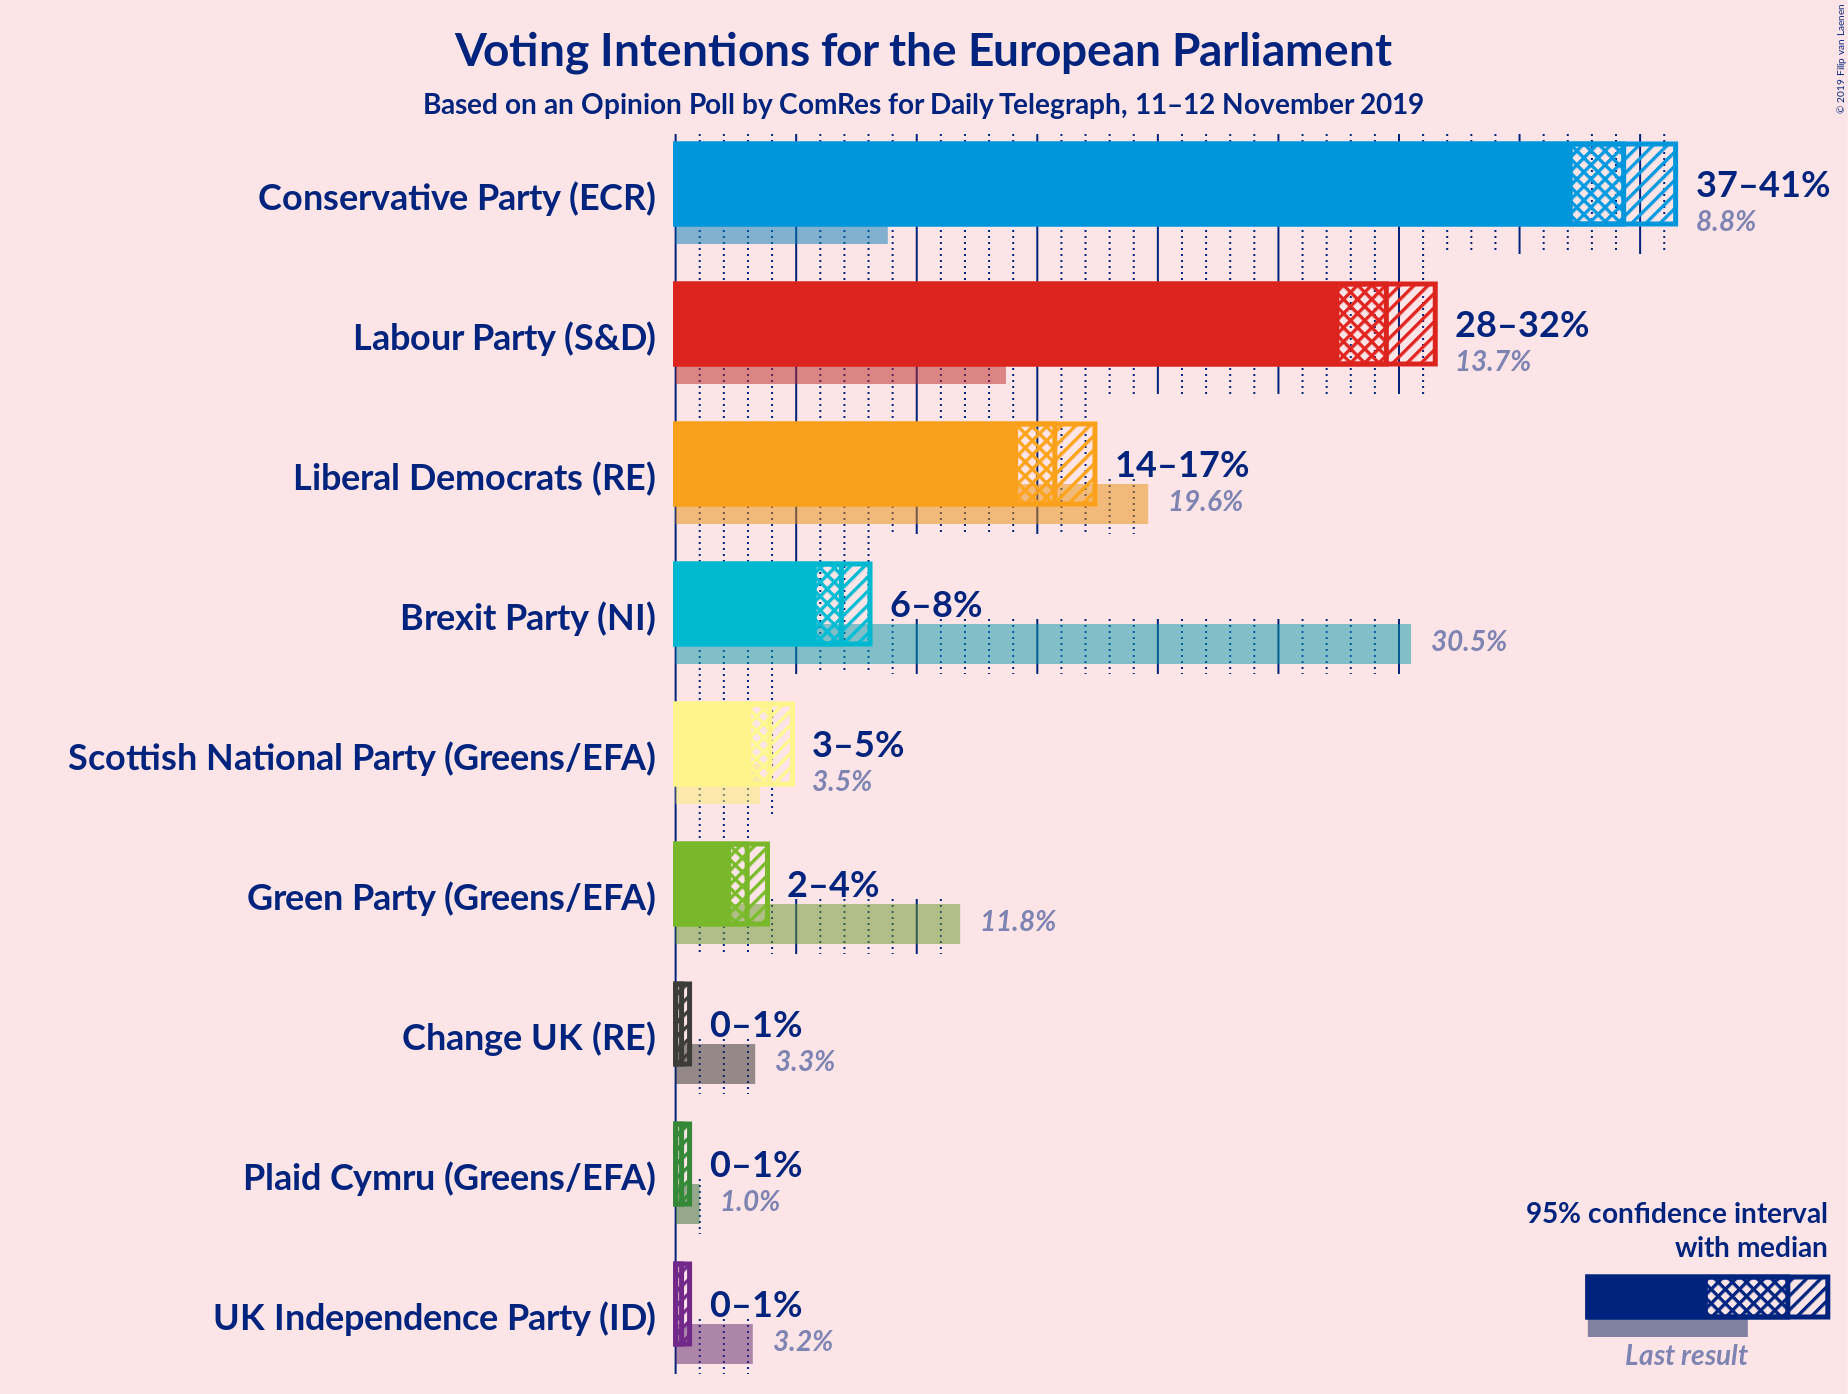 Voting Intentions for the European Parliament
Based on an Opinion Poll by ComRes for Daily Telegraph, 11–12 November 2019
© 2019 Filip van Laenen
Conservative Party (ECR)
37–41%
8.8%
Labour Party (S&D)
28–32%
13.7%
Liberal Democrats (RE)
14–17%
19.6%
Brexit Party (NI)
6–8%
30.5%
Scottish National Party (Greens/EFA)
3–5%
3.5%
Green Party (Greens/EFA)
2–4%
11.8%
Change UK (RE)
0–1%
3.3%
Plaid Cymru (Greens/EFA)
0–1%
1.0%
UK Independence Party (ID)
0–1%
3.2%
95% confidence interval
with median
Last result